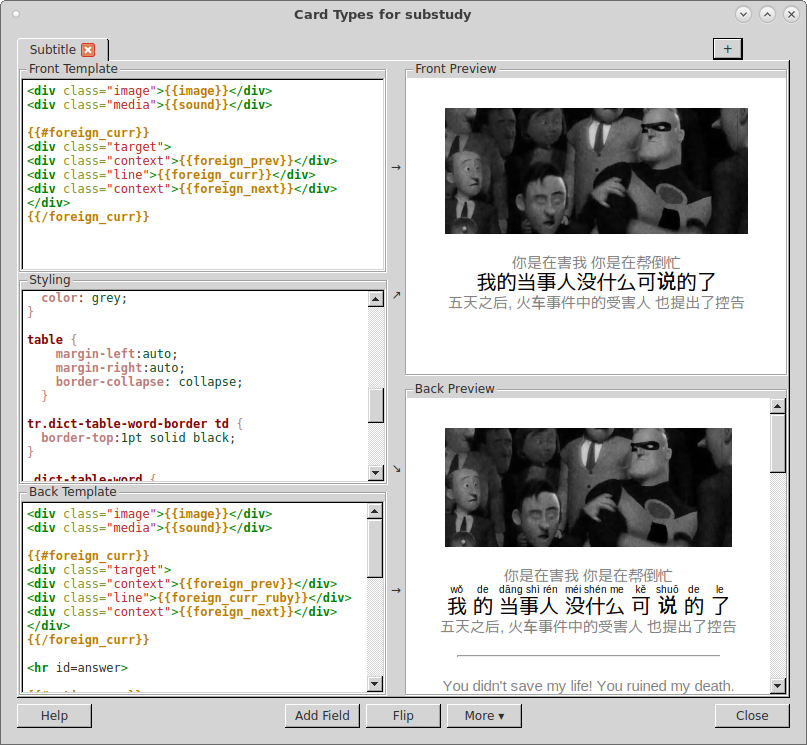 Card Types for substudy
Subtitle
+
Front Template
<div class="image">{{image}}</div>
<div class="media">{{sound}}</div>
{{#foreign_curr}}
<div class="target">
<div class="context">{{foreign_prev}}</div>
<div class="line">{{foreign_curr}}</div>
<div class="context">{{foreign_next}}</div>
</div>
{{/foreign_curr}}
Styling
color: grey;
}
table {
margin-left:auto;
margin-right:auto;
border-collapse: collapse;
}
tr.dict-table-word-border td {
border-top:1pt solid black;
}
.dict-table-word {
Back Template
<div class="image">{{image}}</div>
<div class="media">{{sound}}</div>
{{#foreign_curr}}
<div class="target">
<div class="context">{{foreign_prev}}</div>
<div class="line">{{foreign_curr_ruby}}</div>
<div class="context">{{foreign_next}}</div>
</div>
{{/foreign_curr}}
<hr id=answer>
→
↗
↘
→
Front Preview
你是在害我 你是在帮倒忙
我的当事人没什么可说的了
五天之后, 火车事件中的受害人 也提出了控告
Back Preview
你是在害我 你是在帮倒忙
wǒ de dāng shì rén méi shén me kě shuō de le
我 的 当事人 没什么 可 说 的 了
五天之后, 火车事件中的受害人 也提出了控告
You didn't save my life! You ruined my death.
Help
Add Field
Flip
More ▾
Close